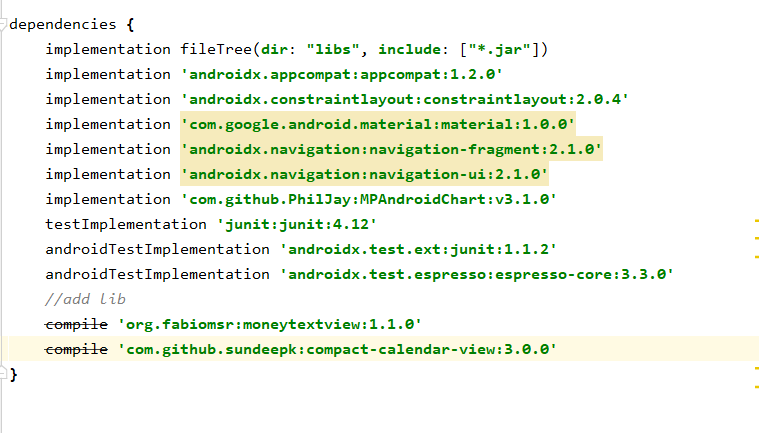 dependencies {
implementation fileTree(dir: "libs", include: ["*.jar"])
implementation 'androidx.appcompat:appcompat:1.2.0'
implementation 'androidx.constraintlayout:constraintlayout:2.0.4'
implementation 'com.google.android.material:material:1.0.0'
implementation 'androidx.navigation:navigation-fragment:2.1.0'
implementation 'androidx.navigation:navigation-ui:2.1.0'
implementation 'com.github.PhilJay:MPAndroidChart:v3.1.0'
testImplementation 'junit:junit:4.12'
androidTestImplementation 'androidx.test.ext:junit:1.1.2'
androidTestImplementation 'androidx.test.espresso:espresso-core:3.3.0'
//add lib
compile 'org.fabiomsr:moneytextview:1.1.0'
compile 'com.github.sundeepk:compact-calendar-view:3.0.0'
}